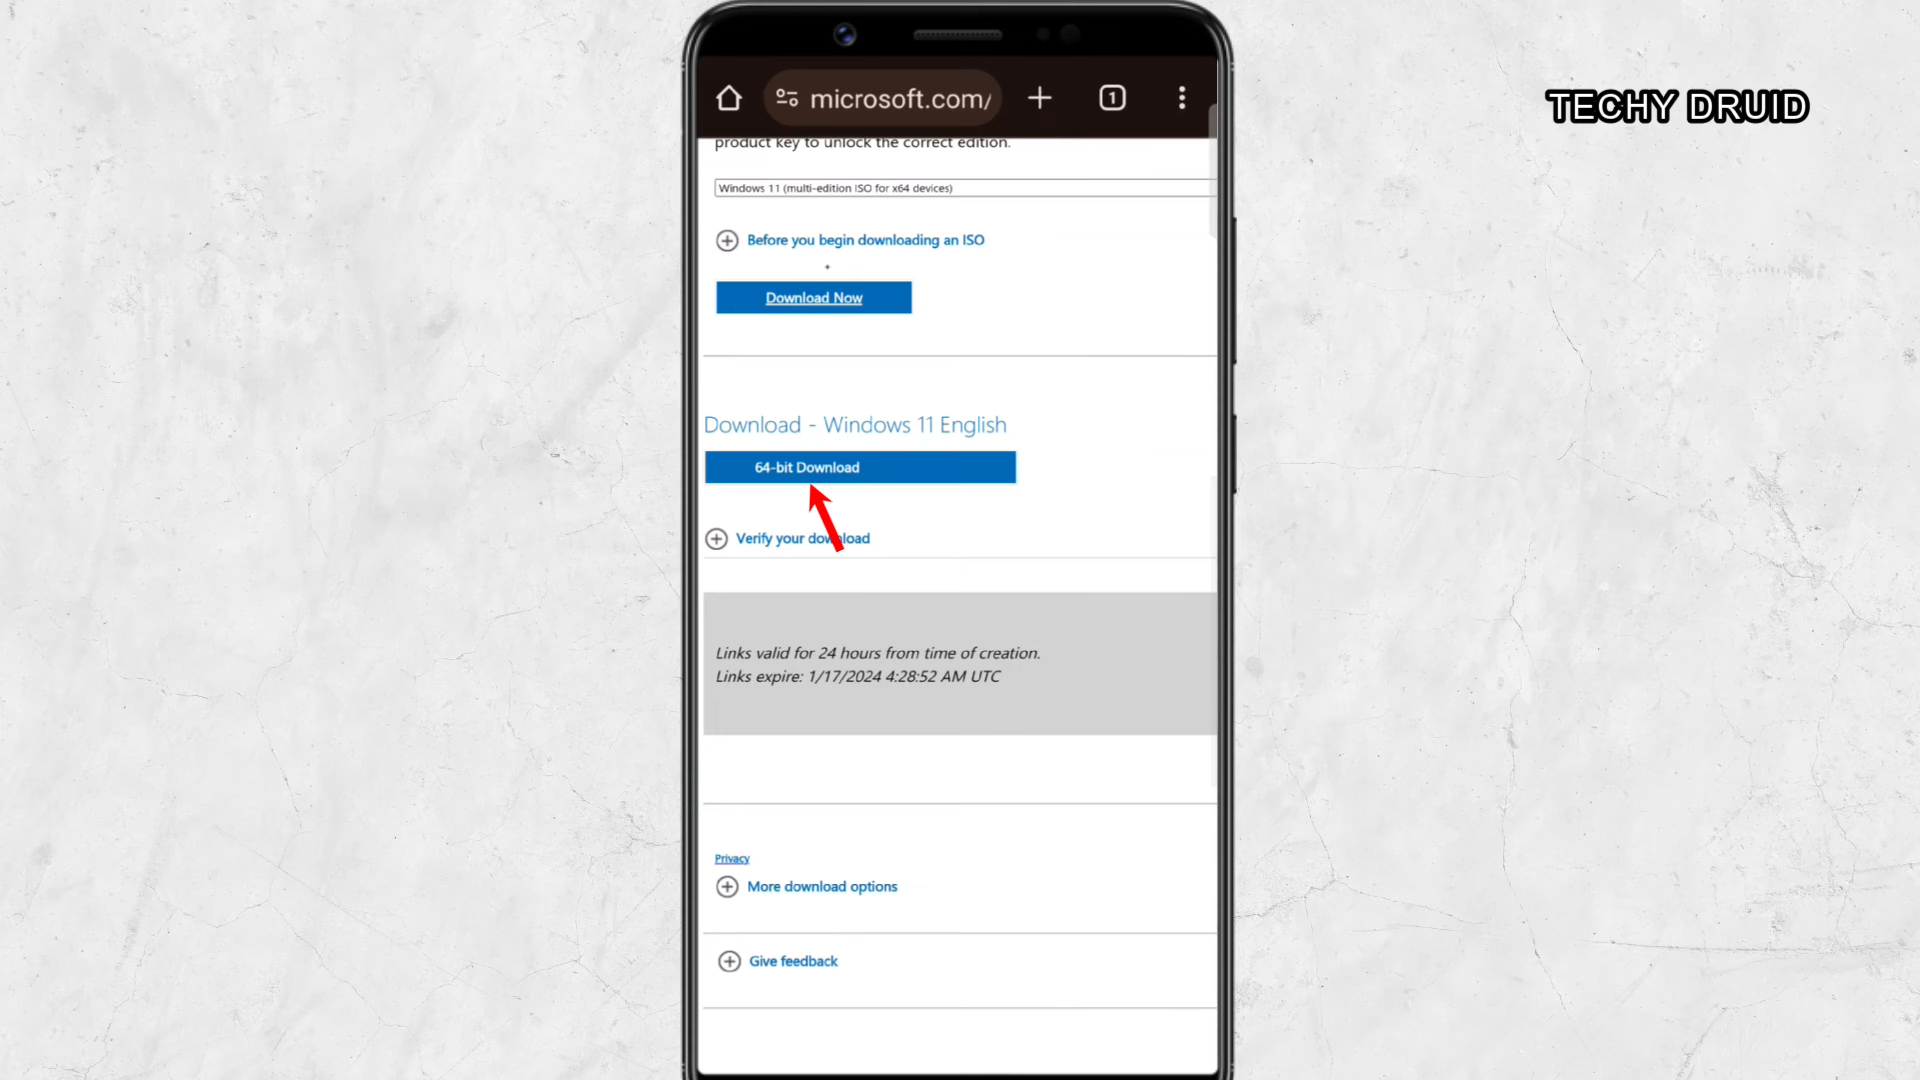 TECHY DRUID
microsoft.com/
1
product key to unlock the correct edition.
Windows 11 (multi-edition ISO for x64 devices)
Before you begin downloading an ISO
Download Now
Download - Windows 11 English
64-bit Download
Verify your download
Links valid for 24 hours from time of creation.
Links expire: 1/17/2024 4:28:52 AM UTC
Privacy
More download options
Give feedback